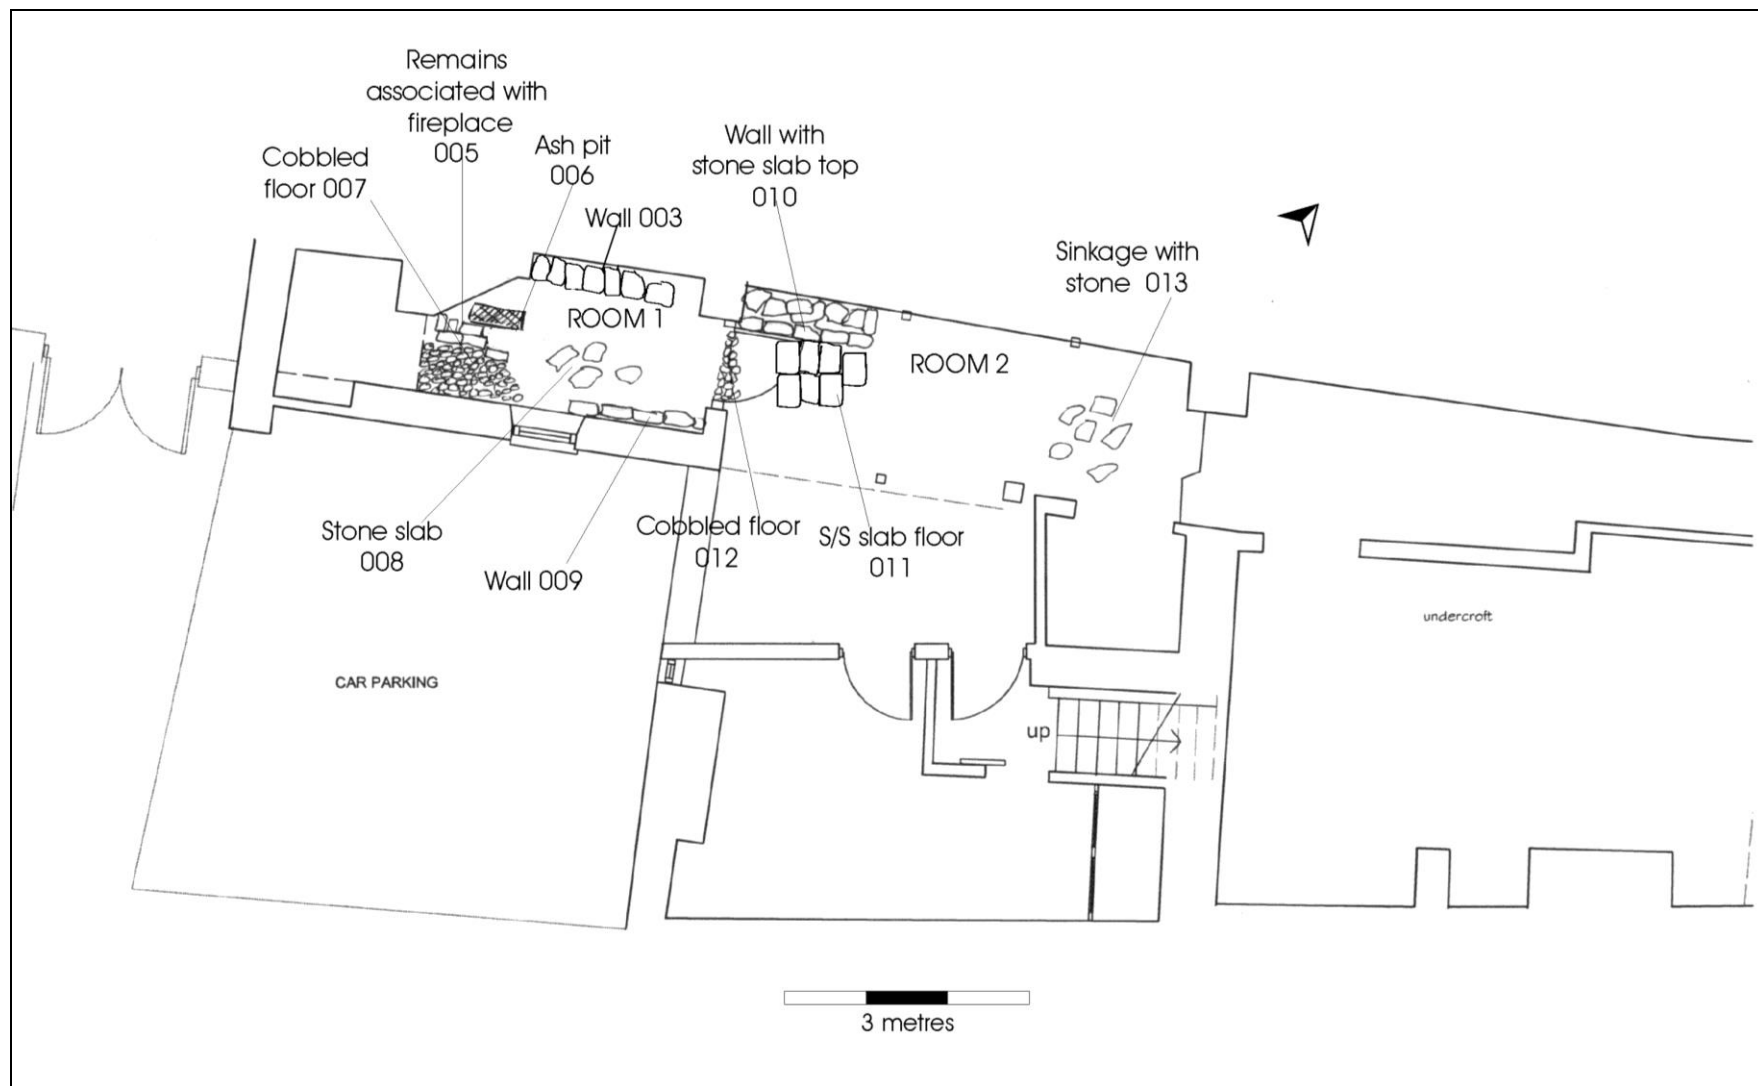 Remains
associated with
fireplace
005
Ash pit
006
Cobbled
floor 007
Wall with
stone slab top
010
Wall 003
Sinkage with
stone 013
ROOM 1
ROOM 2
Stone slab
008
Wall 009
Cobbled floor
012
S/S slab floor
011
undercroft
CAR PARKING
up
3 metres